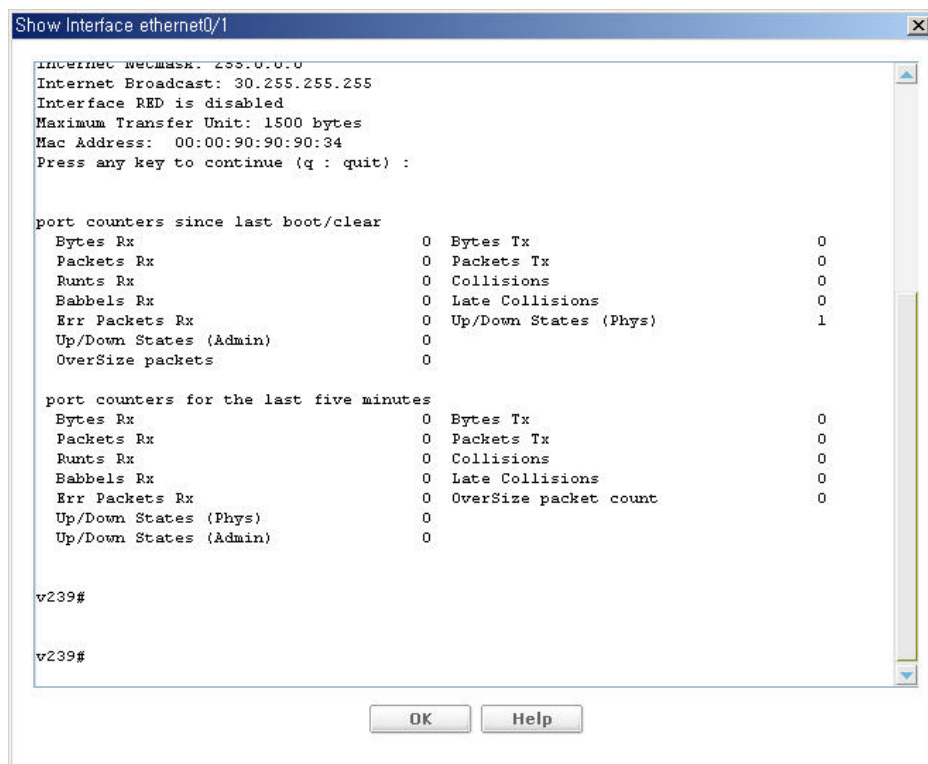 Show Interface ethernet0/1
Internet Netmask: 255.0.0.0
Internet Broadcast: 30.255.255.255
Interface RED is disabled
Maximum Transfer Unit: 1500 bytes
Mac Address:  00:00:90:90:90:34
Press any key to continue (q : quit) :
port counters since last boot/clear
Bytes Rx 0 Bytes Tx 0
Packets Rx 0 Packets Tx 0
Runts Rx 0 Collisions 0
Babbels Rx 0 Late Collisions 0
Err Packets Rx 0 Up/Down States (Phys) 1
Up/Down States (Admin) 0
OverSize packets 0
port counters for the last five minutes
Bytes Rx 0 Bytes Tx 0
Packets Rx 0 Packets Tx 0
Runts Rx 0 Collisions 0
Babbels Rx 0 Late Collisions 0
Err Packets Rx 0 OverSize packet count 0
Up/Down States (Phys) 0
Up/Down States (Admin) 0
v239#
v239#
OK Help